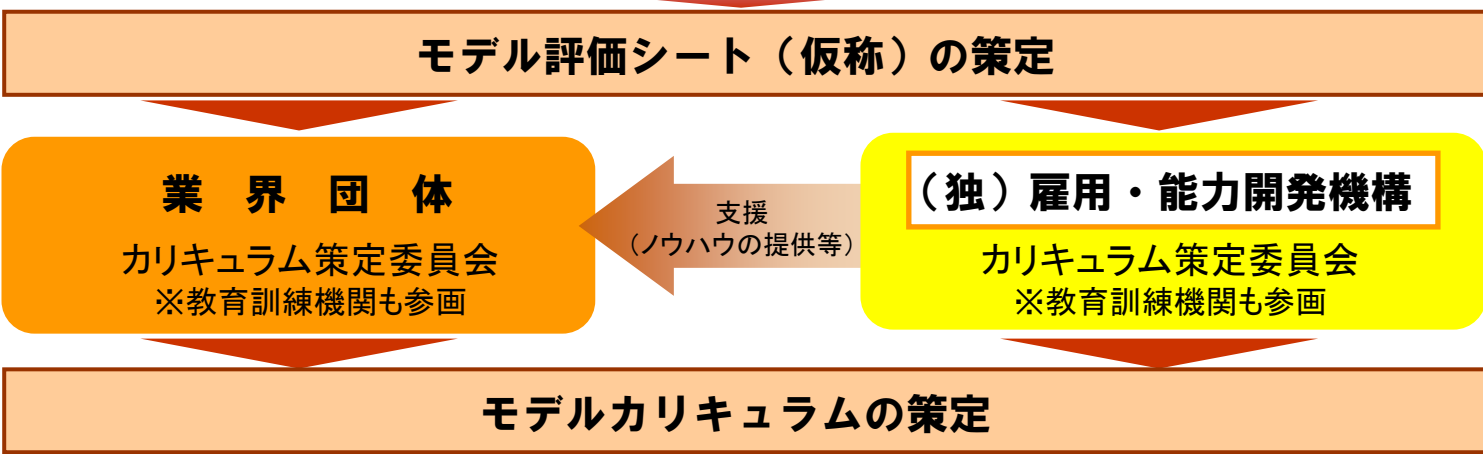 モデル評価シート（仮称）の策定
業界団体
カリキュラム策定委員会
※教育訓練機関も参画
支援
（ノウハウの提供等）
（独）雇用・能力開発機構
カリキュラム策定委員会
※教育訓練機関も参画
モデルカリキュラムの策定